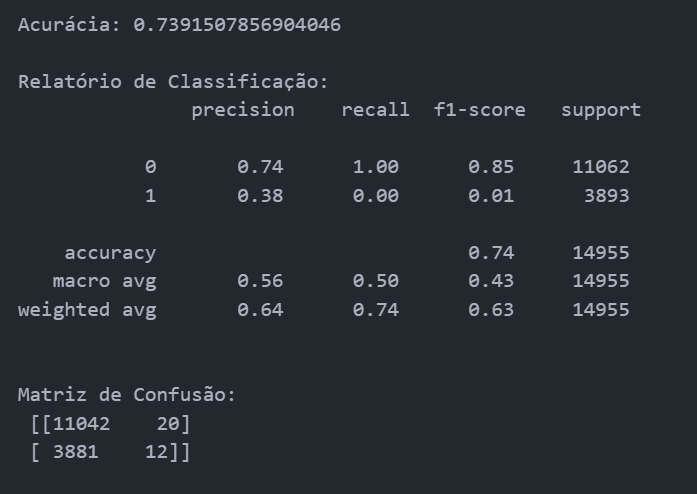 Acurácia: 0.7391507856904046
Relatório de Classificação:
precision recall f1-score support
0 0.74 1.00 0.85 11062
1 0.38 0.00 0.01 3893
accuracy 0.74 14955
macro avg 0.56 0.50 0.43 14955
weighted avg 0.64 0.74 0.63 14955
Matriz de Confusão:
[[11042 20]
[ 3881 12]]